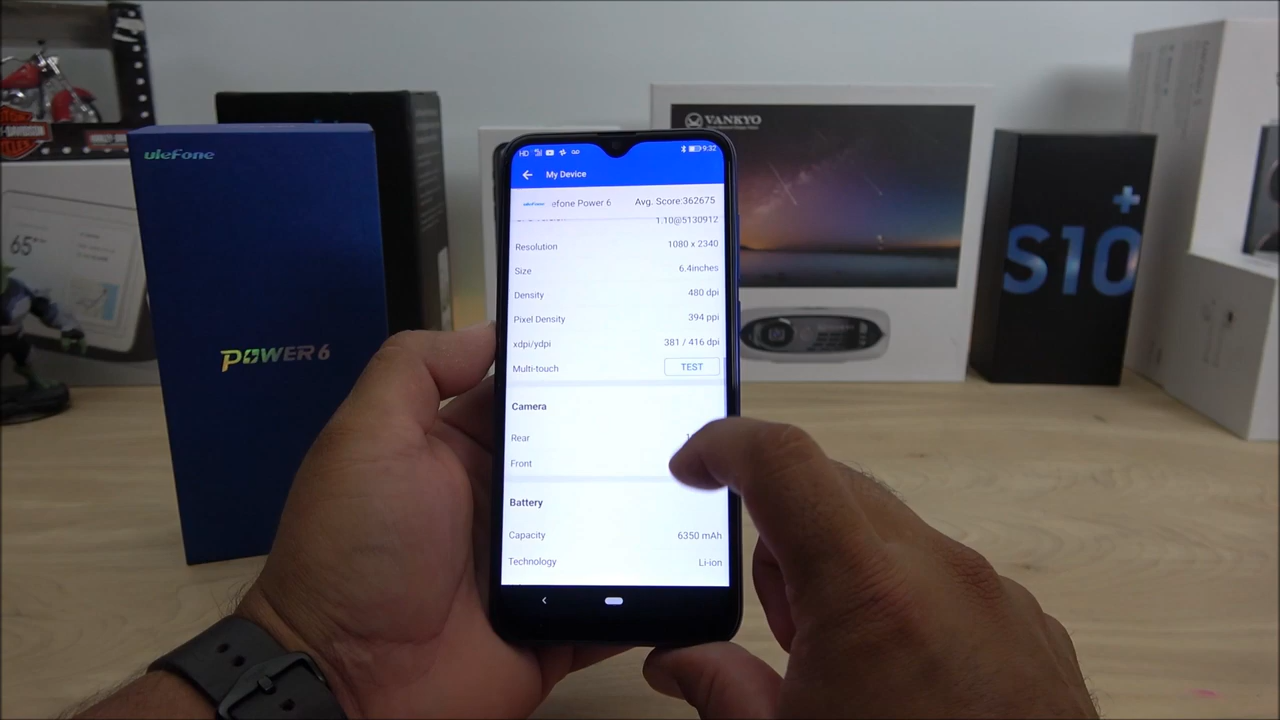 uleFone
POWER 6
HD
9:32
My Device
efone Power 6
Avg. Score:362675
1.10@5130912
Resolution
1080 x 2340
Size
6.4inches
Density
480 dpi
Pixel Density
394 ppi
xdpi/ydpi
381 / 416 dpi
Multi-touch
TEST
Camera
Rear
Front
Battery
Capacity
6350 mAh
Technology
Li-ion
VANKYO
S10+
65°